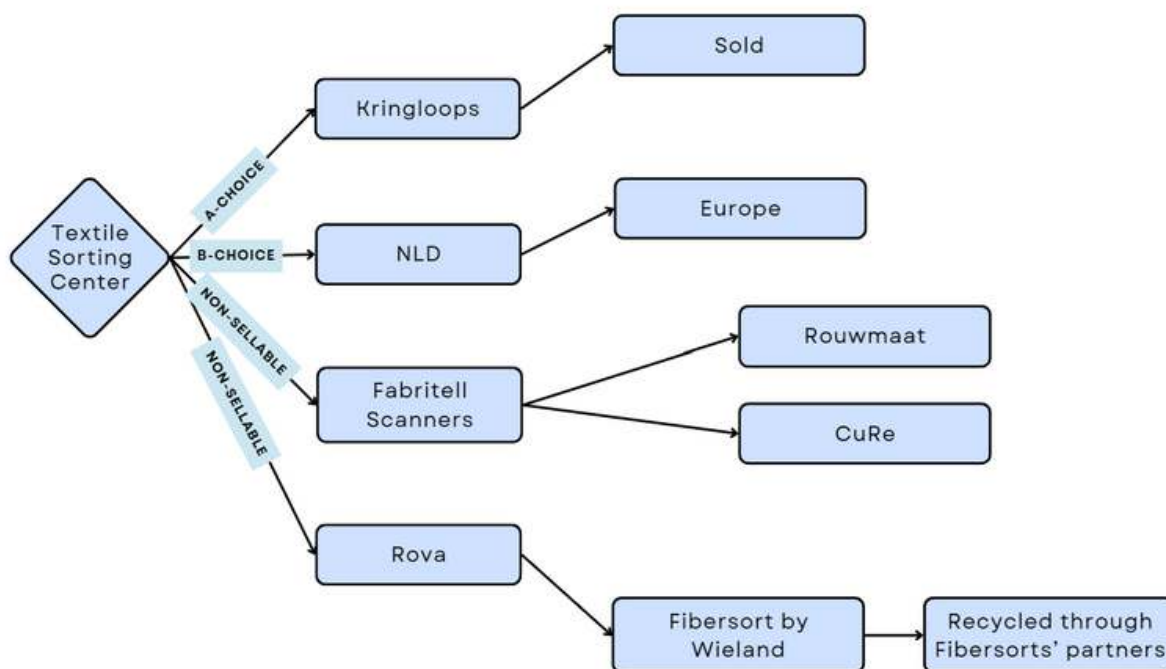 Sold
Kringloops
A-CHOICE
Europe
Textile
Sorting
Center
B-CHOICE
NLD
NON-SELLABLE
NON-SELLABLE
Rouwmaat
Fabritell
Scanners
CuRe
Rova
Fibersort by
Wieland
Recycled through
Fibersorts’ partners